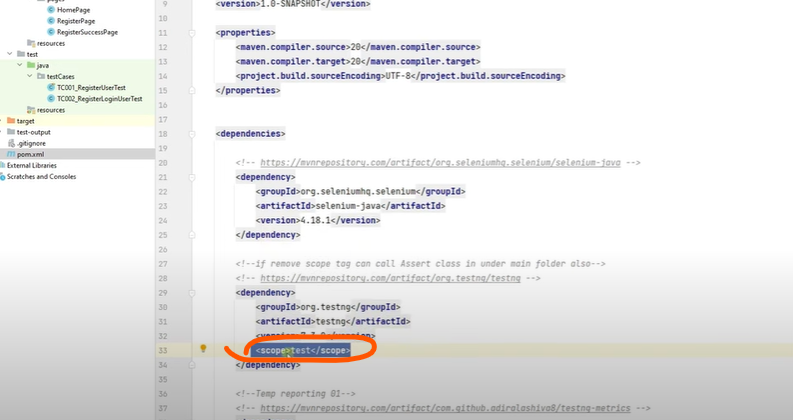 pages
HomePage
RegisterPage
RegisterSuccessPage
resources
test
java
testCases
TC001_RegisterUserTest
TC002_RegisterLoginUserTest
resources
target
test-output
.gitignore
pom.xml
External Libraries
Scratches and Consoles
9 <version>1.0-SNAPSHOT</version>
10
11 <properties>
12 <maven.compiler.source>20</maven.compiler.source>
13 <maven.compiler.target>20</maven.compiler.target>
14 <project.build.sourceEncoding>UTF-8</project.build.sourceEncoding>
15 </properties>
16
17
18 <dependencies>
19
20 <!-- https://mvnrepository.com/artifact/org.seleniumhq.selenium/selenium-java -->
21 <dependency>
22 <groupId>org.seleniumhq.selenium</groupId>
23 <artifactId>selenium-java</artifactId>
24 <version>4.18.1</version>
25 </dependency>
26
27 <!--if remove scope tog can call Assert class in under main folder also-->
28 <!-- https://mvnrepository.com/artifact/org.testng/testng -->
29 <dependency>
30 <groupId>org.testng</groupId>
31 <artifactId>testng</artifactId>
32 </version>
33 <scope>test</scope>
34 </dependency>
35
36 <!--Temp reporting 01-->
37 <!-- https://mvnrepository.com/artifact/com.github.adiralashiva8/testng-metrics -->